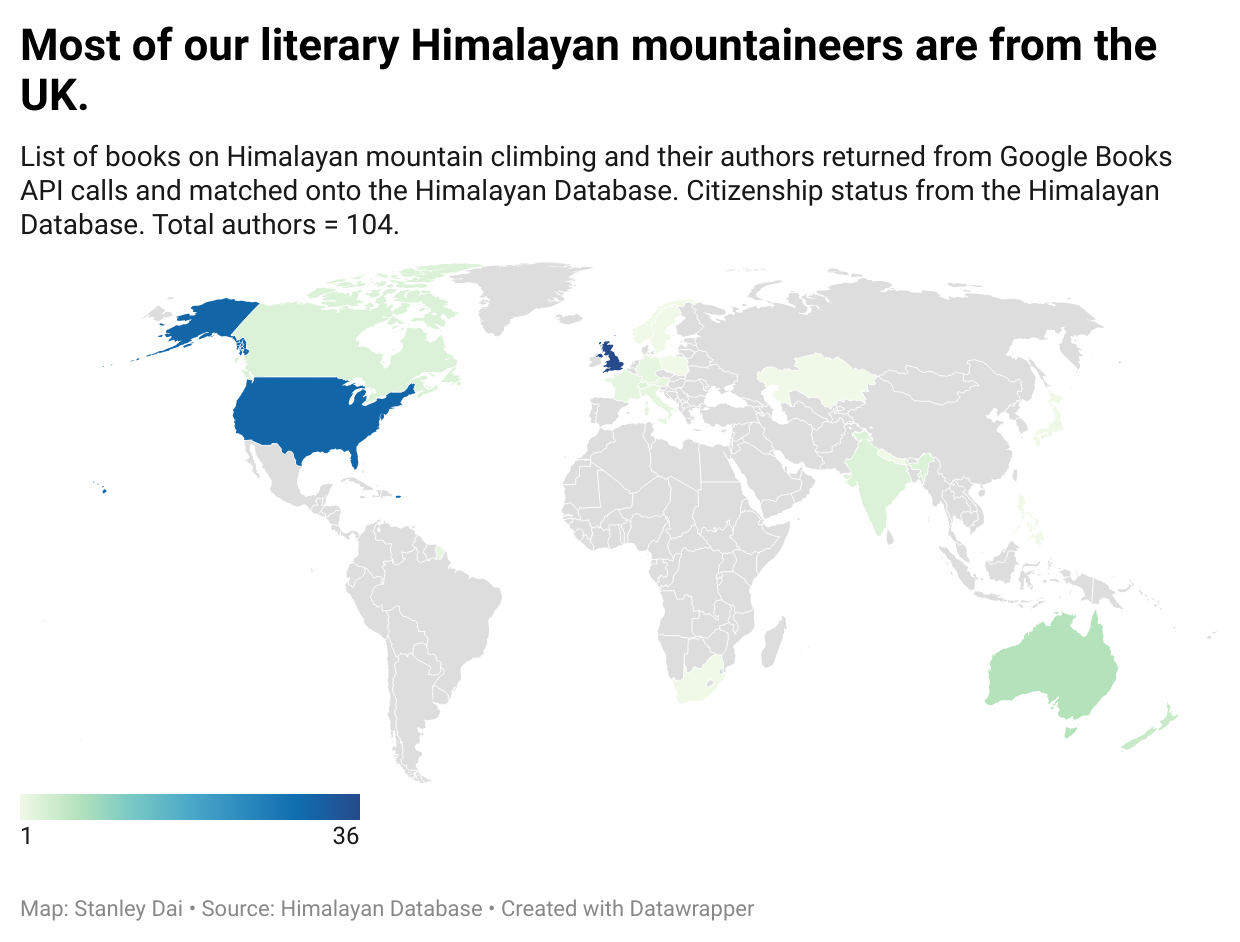 Most of our literary Himalayan mountaineers are from the
UK.
List of books on Himalayan mountain climbing and their authors returned from Google Books
API calls and matched onto the Himalayan Database. Citizenship status from the Himalayan
Database. Total authors = 104.
1 36
Map: Stanley Dai • Source: Himalayan Database • Created with Datawrapper